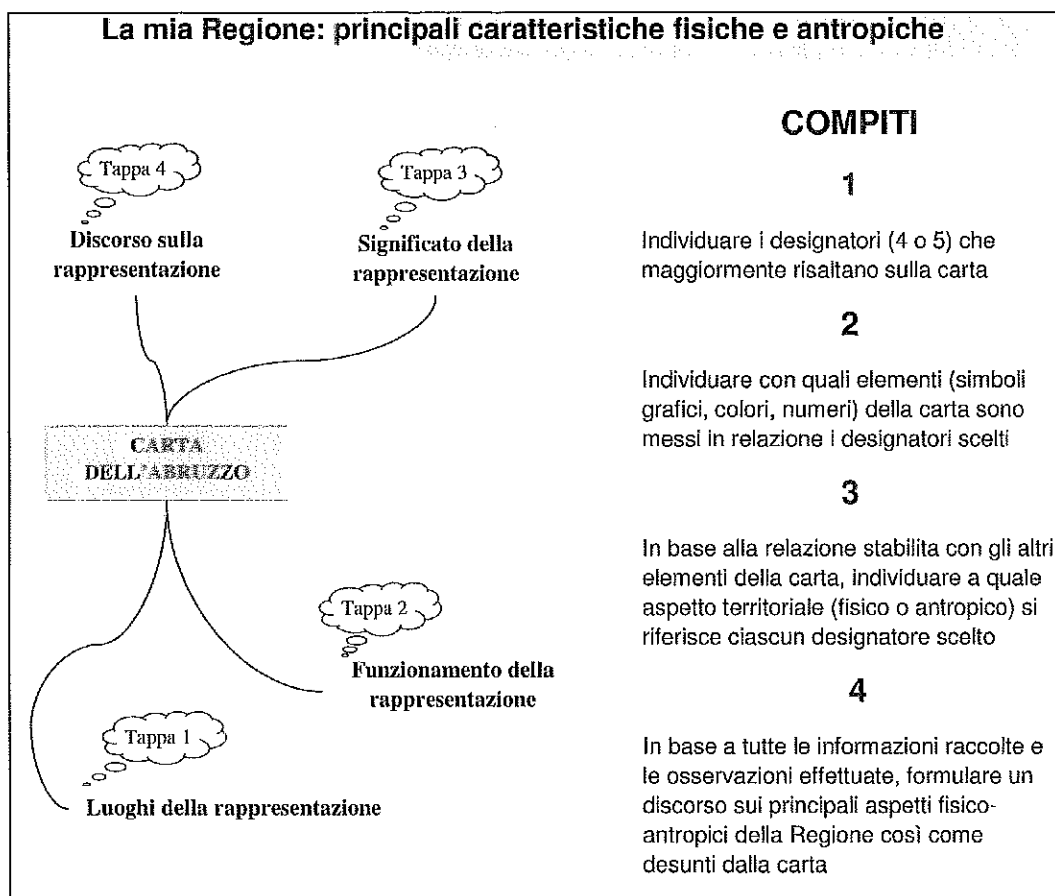 La mia Regione: principali caratteristiche fisiche e antropiche
Tappa 4
Discorso sulla
rappresentazione
Tappa 3
Significato della
rappresentazione
CARTA
DELL'ABRUZZO
Tappa 2
Funzionamento della
rappresentazione
Tappa 1
Luoghi della rappresentazione
COMPITI
1
Individuare i designatori (4 o 5) che
maggiormente risaltano sulla carta
2
Individuare con quali elementi (simboli
grafici, colori, numeri) della carta sono
messi in relazione i designatori scelti
3
In base alla relazione stabilita con gli altri
elementi della carta, individuare a quale
aspetto territoriale (fisico o antropico) si
riferisce ciascun designatore scelto
4
In base a tutte le informazioni raccolte e
le osservazioni effettuate, formulare un
discorso sui principali aspetti fisico-
antropici della Regione così come
desunti dalla carta